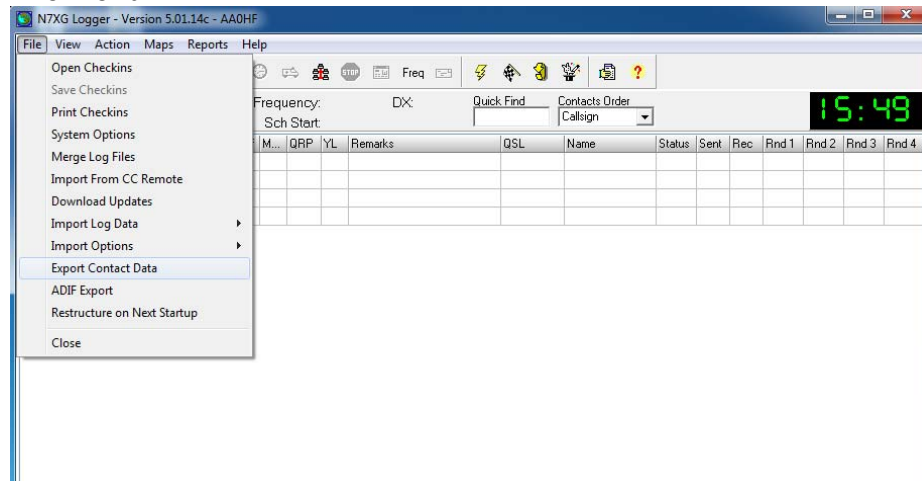 N7XG Logger - Version 5.01.14c - AA0HF
File View Action Maps Reports Help
STOP Freq ?
Frequency: DX: Quick Find Contacts Order
Sch Start: Callsign 15:49
M... QRP YL Remarks QSL Name Status Sent Rec Rnd 1 Rnd 2 Rnd 3 Rnd 4
Open Checkins
Save Checkins
Print Checkins
System Options
Merge Log Files
Import From CC Remote
Download Updates
Import Log Data
Import Options
Export Contact Data
ADIF Export
Restructure on Next Startup
Close